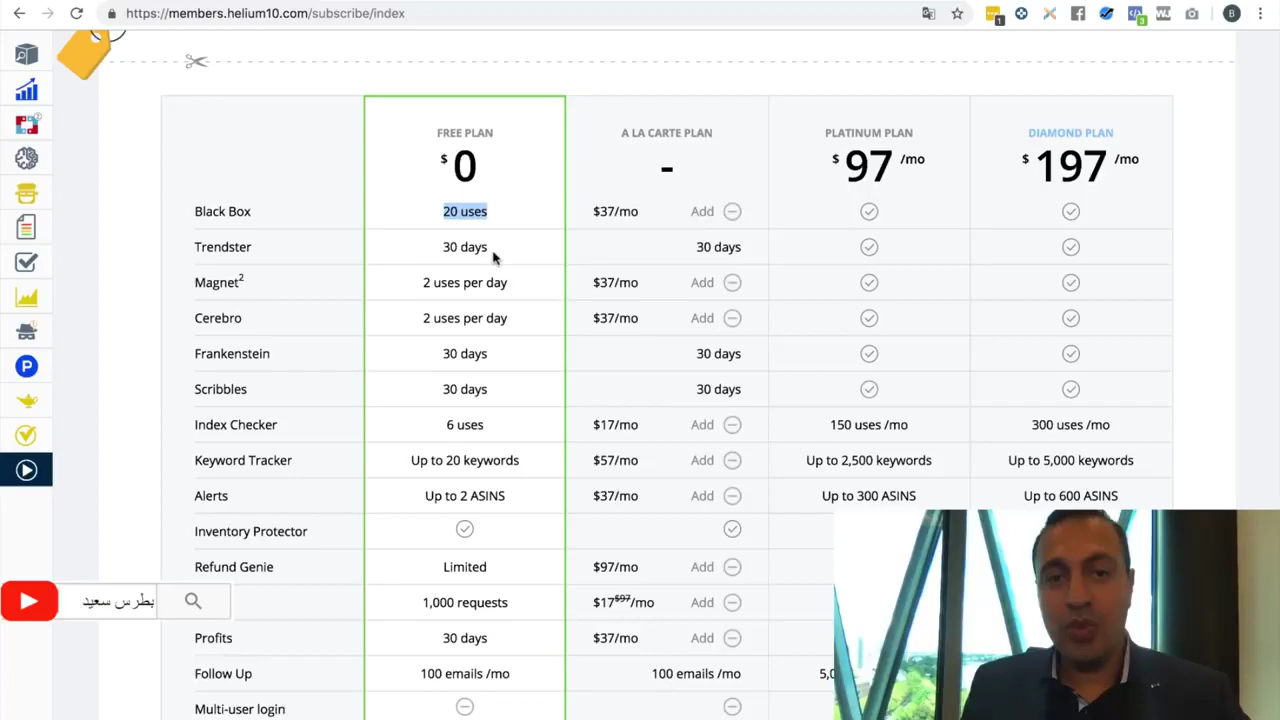 https://members.helium10.com/subscribe/index
1
3
B
FREE PLAN A LA CARTE PLAN PLATINUM PLAN DIAMOND PLAN
$ 0 - $ 97 /mo $ 197 /mo
Black Box 20 uses $37/mo Add
Trendster 30 days 30 days
Magnet2 2 uses per day $37/mo Add
Cerebro 2 uses per day $37/mo Add
Frankenstein 30 days 30 days
Scribbles 30 days 30 days
Index Checker 6 uses $17/mo Add 150 uses /mo 300 uses /mo
Keyword Tracker Up to 20 keywords $57/mo Add Up to 2,500 keywords Up to 5,000 keywords
Alerts Up to 2 ASINS $37/mo Add Up to 300 ASINS Up to 600 ASINS
Inventory Protector
Refund Genie Limited $97/mo Add
بطرس سعيد
1,000 requests $17$97/mo Add
Profits 30 days $37/mo Add
Follow Up 100 emails /mo 100 emails /mo 5,0
Multi-user login